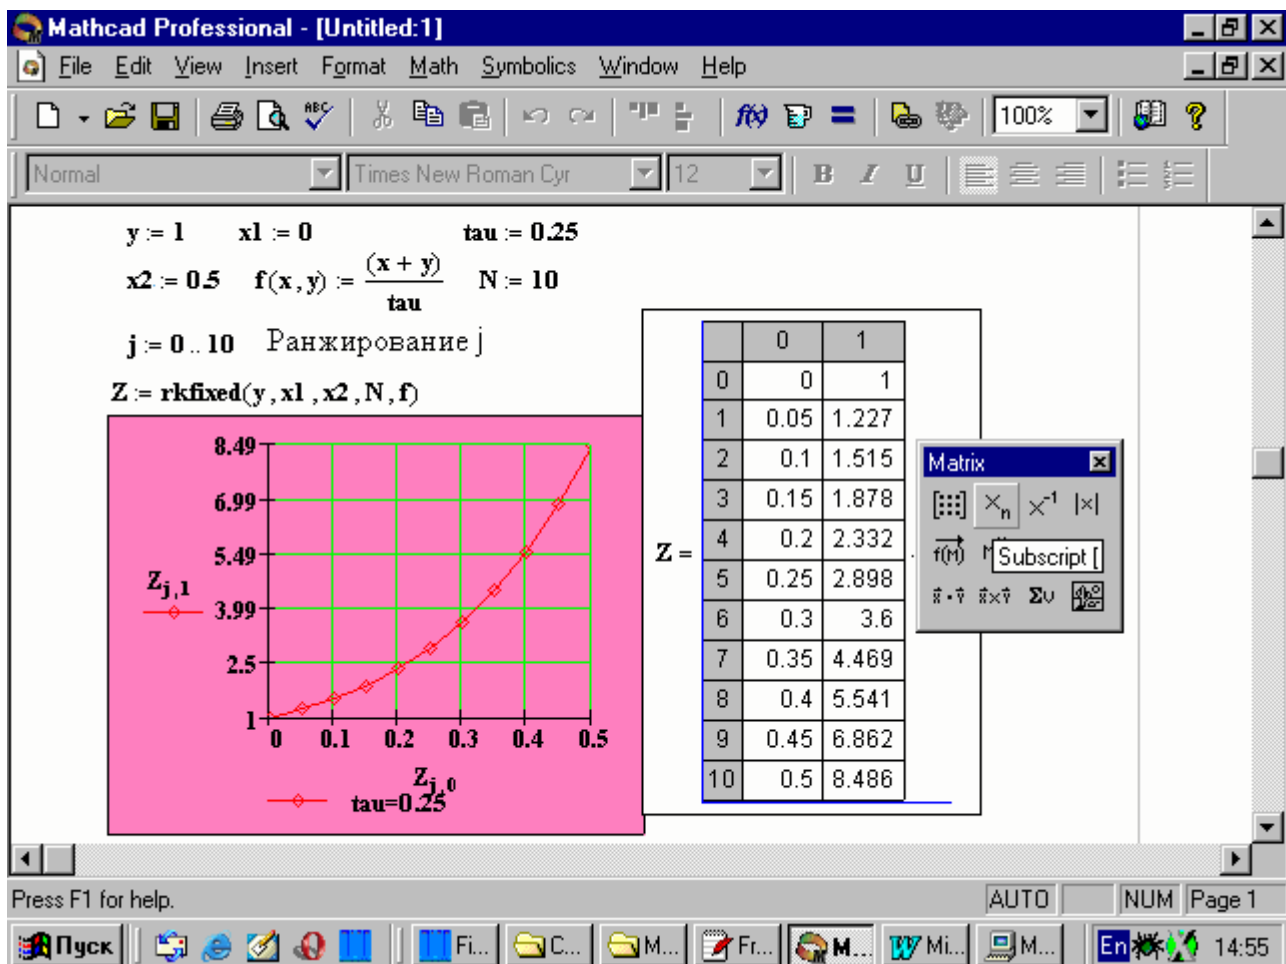 Mathcad Professional - [Untitled:1]
File Edit View Insert Format Math Symbolics Window Help
100%
Normal Times New Roman Cyr 12 B I U
y := 1 x1 := 0 tau := 0.25
x2 := 0.5 f(x,y) := (x + y) / tau N := 10
j := 0 .. 10 Ранжирование j
Z := rkfixed(y, x1, x2, N, f)
8.49
6.99
5.49
3.99
2.5
1
Z j,1
0 0.1 0.2 0.3 0.4 0.5
Z j,0
tau=0.25
Z =
0 1
0 0 1
1 0.05 1.227
2 0.1 1.515
3 0.15 1.878
4 0.2 2.332
5 0.25 2.898
6 0.3 3.6
7 0.35 4.469
8 0.4 5.541
9 0.45 6.862
10 0.5 8.486
Matrix
[:::] ×n ×-1 |×|
f(M) Subscript [
Σv
Press F1 for help. AUTO NUM Page 1
Пуск Fi... C... M... Fr... M... Mi... M... En 14:55